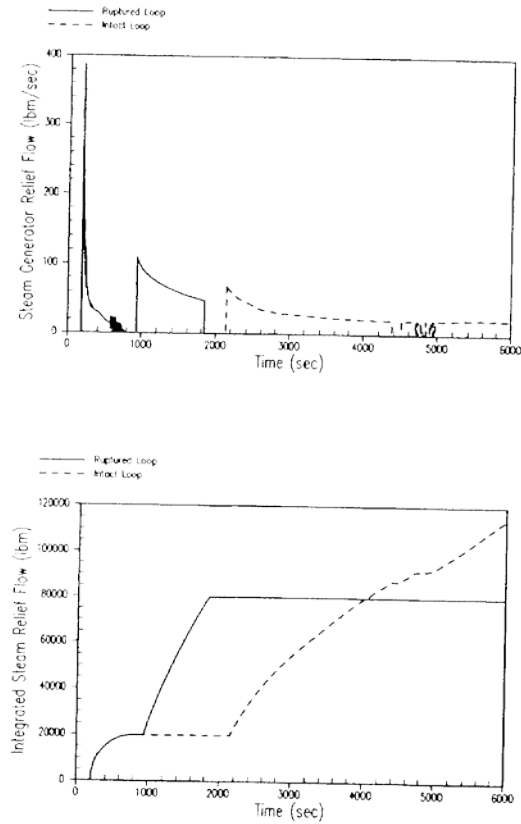 Ruptured Loop
Intact Loop
Steam Generator Relief Flow (lbm/sec)
400
300
200
100
0
0 1000 2000 3000 4000 5000 6000
Time (sec)
Ruptured Loop
Intact Loop
Integrated Steam Relief Flow (lbm)
120000
100000
80000
60000
40000
20000
0
0 1000 2000 3000 4000 5000 6000
Time (sec)